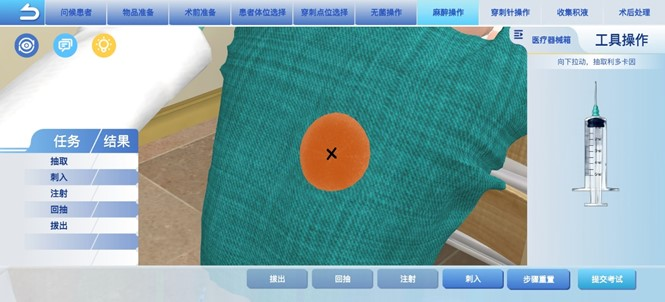 问候患者
物品准备
术前准备
患者体位选择
穿刺点位选择
无菌操作
麻醉操作
穿刺针操作
收集积液
术后处理
医疗器械箱
工具操作
向下拉动，抽取利多卡因
任务
结果
抽取
刺入
注射
回抽
拔出
拔出
回抽
注射
刺入
步骤重置
提交考试